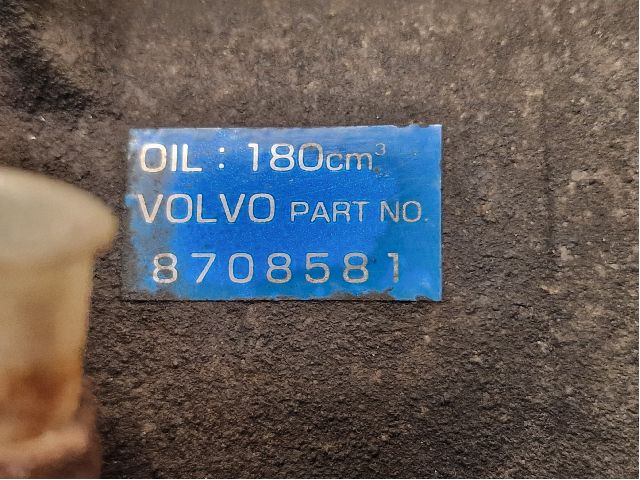 OIL : 180cm³
VOLVO PART NO.
8708581